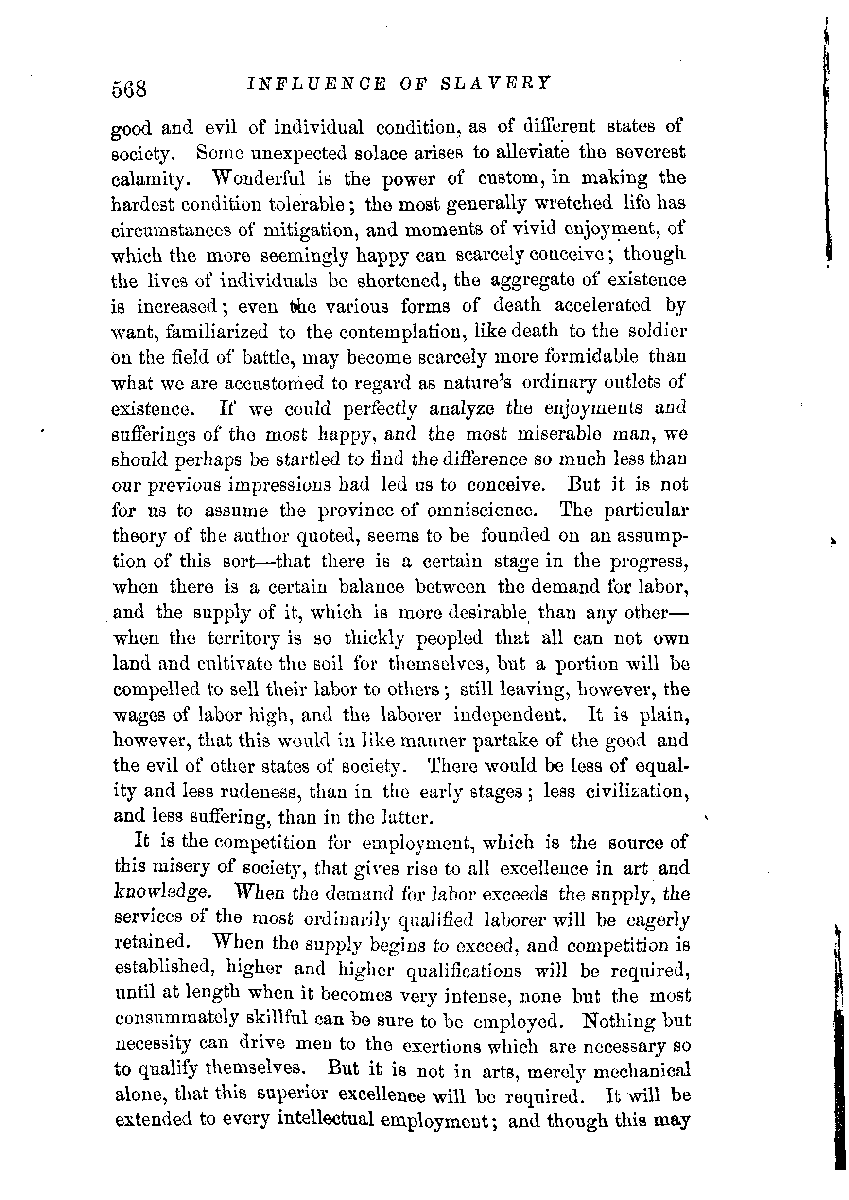 568 INFLUENCE OF SLAVERY
good and evil of individual condition, as of different states of
society. Some unexpected solace arises to alleviate the severest
calamity. Wonderful is the power of custom, in making the
hardest condition tolerable; the most generally wretched life has
circumstances of mitigation, and moments of vivid enjoyment, of
which the more seemingly happy can scarcely conceive; though
the lives of individuals be shortened, the aggregate of existence
is increased; even the various forms of death accelerated by
want, familiarized to the contemplation, like death to the soldier
on the field of battle, may become scarcely more formidable than
what we are accustomed to regard as nature's ordinary outlets of
existence. If we could perfectly analyze the enjoyments and
sufferings of the most happy, and the most miserable man, we
should perhaps be startled to find the difference so much less than
our previous impressions had led us to conceive. But it is not
for us to assume the province of omniscience. The particular
theory of the author quoted, seems to be founded on an assump-
tion of this sort—that there is a certain stage in the progress,
when there is a certain balance between the demand for labor,
and the supply of it, which is more desirable than any other—
when the territory is so thickly peopled that all can not own
land and cultivate the soil for themselves, but a portion will be
compelled to sell their labor to others; still leaving, however, the
wages of labor high, and the laborer independent. It is plain,
however, that this would in like manner partake of the good and
the evil of other states of society. There would be less of equal-
ity and less rudeness, than in the early stages; less civilization,
and less suffering, than in the latter.
It is the competition for employment, which is the source of
this misery of society, that gives rise to all excellence in art and
knowledge. When the demand for labor exceeds the supply, the
services of the most ordinarily qualified laborer will be eagerly
retained. When the supply begins to exceed, and competition is
established, higher and higher qualifications will be required,
until at length when it becomes very intense, none but the most
consummately skillful can be sure to be employed. Nothing but
necessity can drive men to the exertions which are necessary so
to qualify themselves. But it is not in arts, merely mechanical
alone, that this superior excellence will be required. It will be
extended to every intellectual employment; and though this may